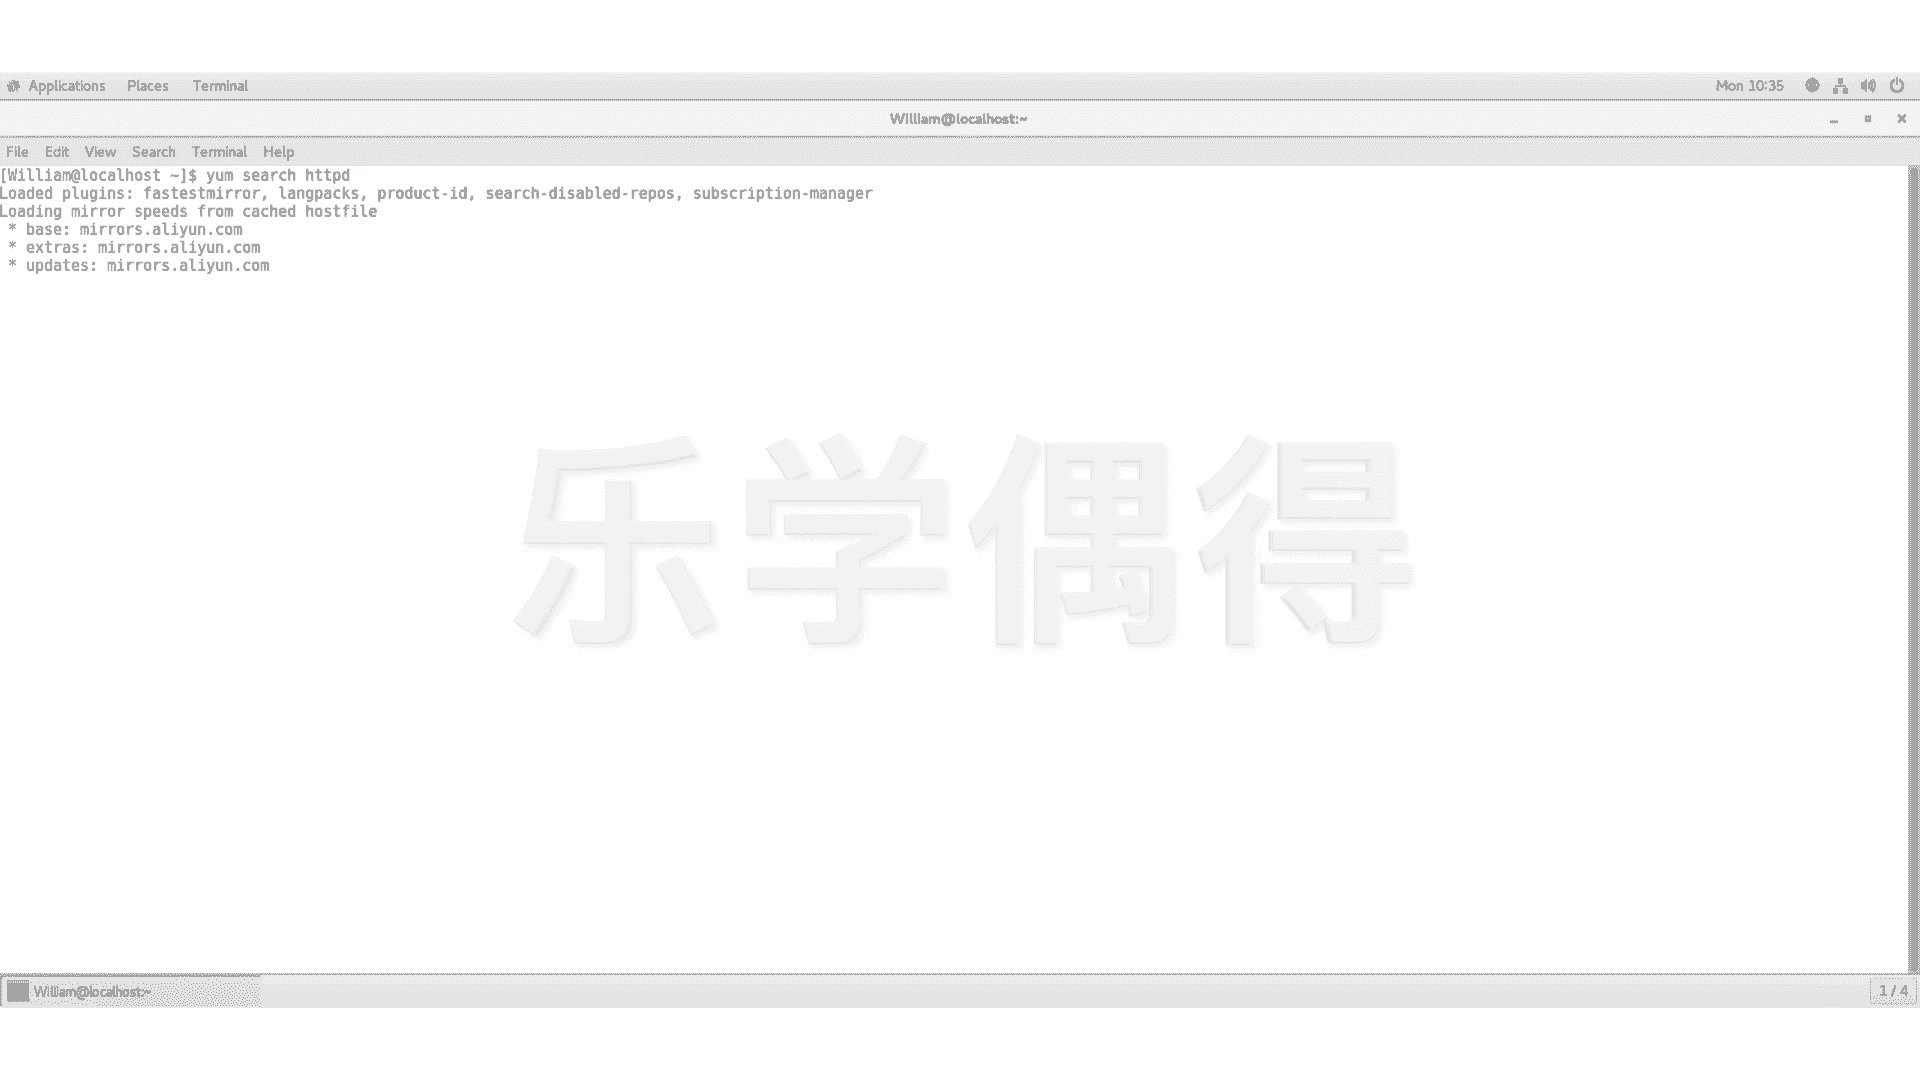 Applications Places Terminal Mon 10:35
William@localhost:~
File Edit View Search Terminal Help
[William@localhost ~]$ yum search httpd
Loaded plugins: fastestmirror, langpacks, product-id, search-disabled-repos, subscription-manager
Loading mirror speeds from cached hostfile
 * base: mirrors.aliyun.com
 * extras: mirrors.aliyun.com
 * updates: mirrors.aliyun.com
乐学偶得
William@localhost:~ 1 / 4